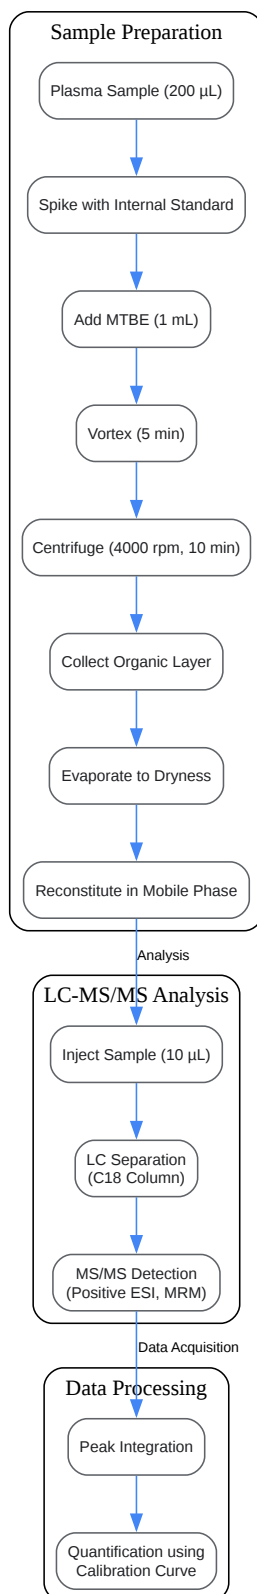 Sample Preparation
Plasma Sample (200 µL)
Spike with Internal Standard
Add MTBE (1 mL)
Vortex (5 min)
Centrifuge (4000 rpm, 10 min)
Collect Organic Layer
Evaporate to Dryness
Reconstitute in Mobile Phase
Analysis
LC-MS/MS Analysis
Inject Sample (10 µL)
LC Separation
(C18 Column)
MS/MS Detection
(Positive ESI, MRM)
Data Acquisition
Data Processing
Peak Integration
Quantification using
Calibration Curve